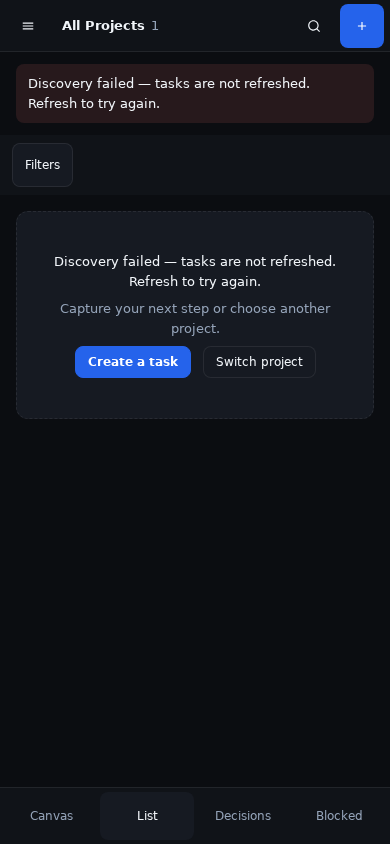 All Projects 1
Discovery failed — tasks are not refreshed.
Refresh to try again.
Filters
Discovery failed — tasks are not refreshed.
Refresh to try again.
Capture your next step or choose another
project.
Create a task
Switch project
Canvas
List
Decisions
Blocked